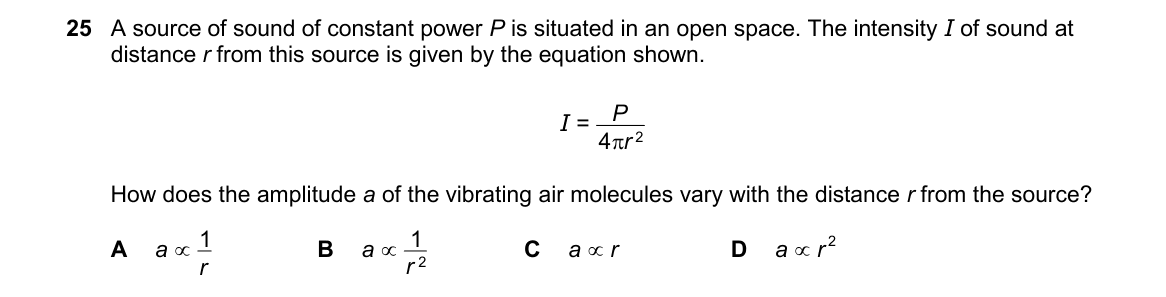 25 A source of sound of constant power P is situated in an open space. The intensity I of sound at
distance r from this source is given by the equation shown.
I = P / 4πr²
How does the amplitude a of the vibrating air molecules vary with the distance r from the source?
A a ∝ 1/r B a ∝ 1/r² C a ∝ r D a ∝ r²